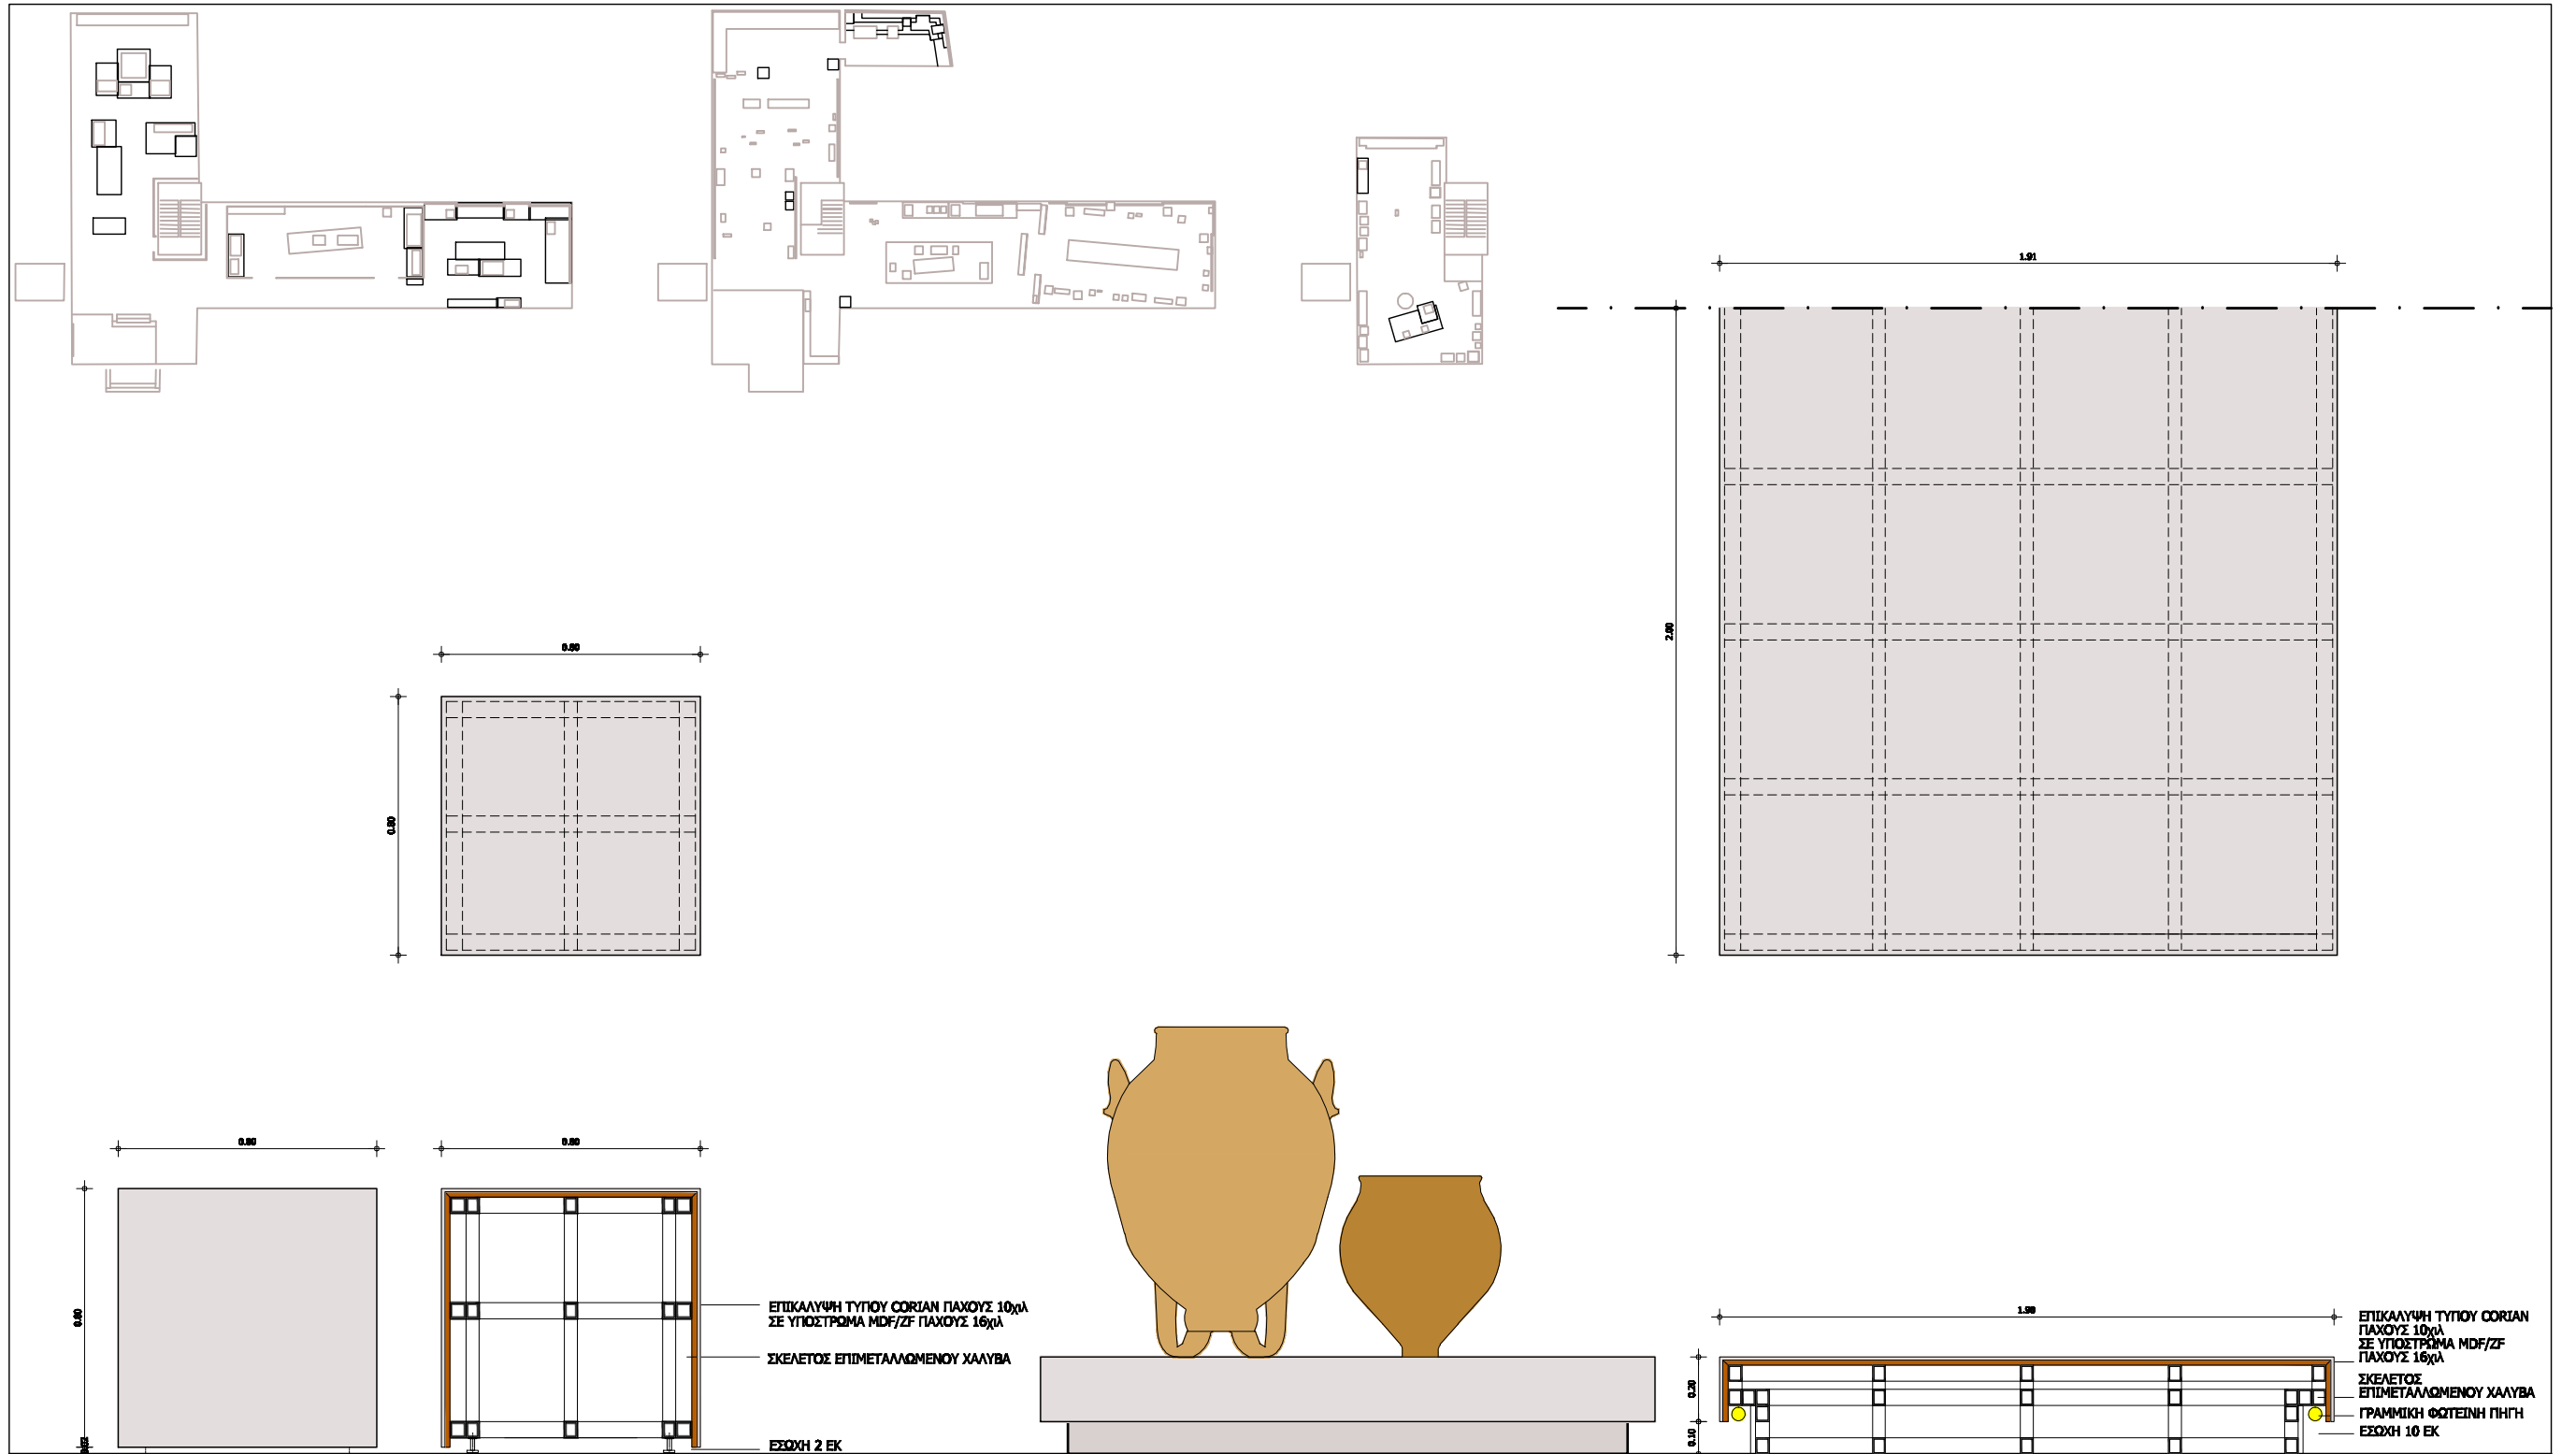 1.91
2.00
0.80
0.80
0.80
0.80
0.80
0.02
ΕΠΙΚΑΛΥΨΗ ΤΥΠΟΥ CORIAN ΠΑΧΟΥΣ 10χιλ
ΣΕ ΥΠΟΣΤΡΩΜΑ MDF/ZF ΠΑΧΟΥΣ 16χιλ
ΣΚΕΛΕΤΟΣ ΕΠΙΜΕΤΑΛΛΩΜΕΝΟΥ ΧΑΛΥΒΑ
ΕΣΟΧΗ 2 ΕΚ
1.90
0.20
0.10
ΕΠΙΚΑΛΥΨΗ ΤΥΠΟΥ CORIAN
ΠΑΧΟΥΣ 10χιλ
ΣΕ ΥΠΟΣΤΡΩΜΑ MDF/ZF
ΠΑΧΟΥΣ 16χιλ
ΣΚΕΛΕΤΟΣ
ΕΠΙΜΕΤΑΛΛΩΜΕΝΟΥ ΧΑΛΥΒΑ
ΓΡΑΜΜΙΚΗ ΦΩΤΕΙΝΗ ΠΗΓΗ
ΕΣΟΧΗ 10 ΕΚ